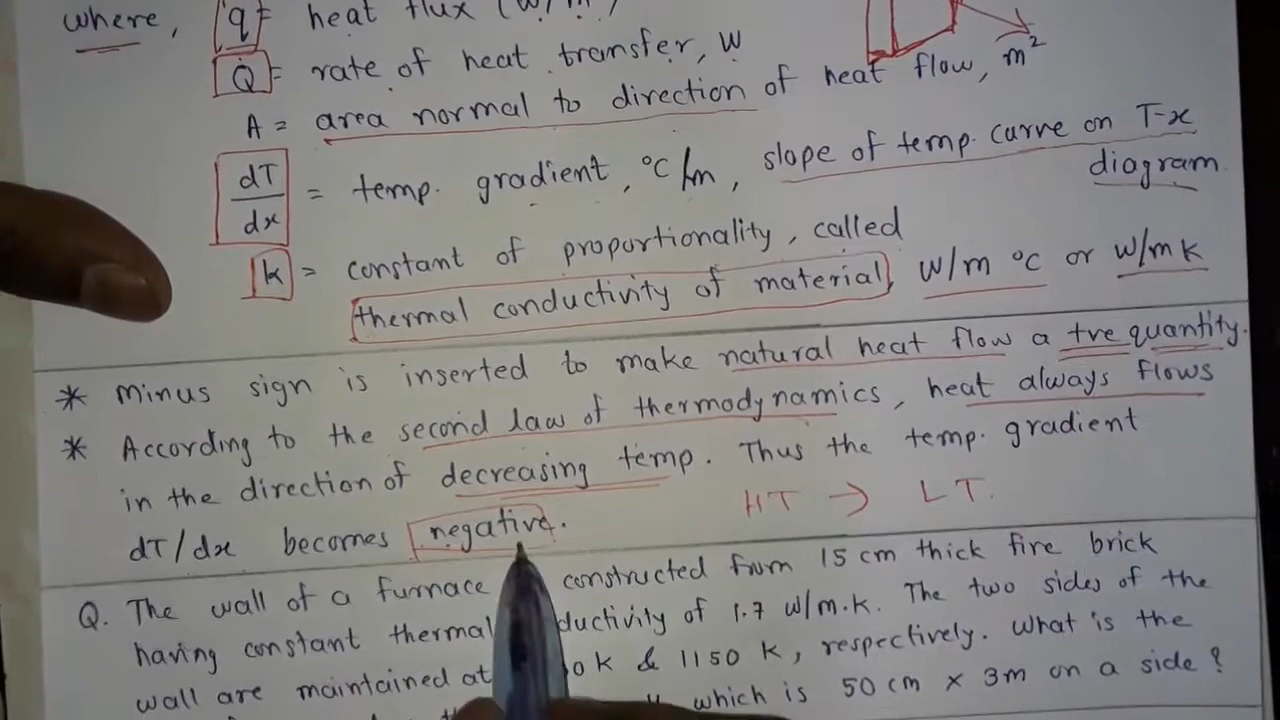 where, q = heat flux (W/m²)
Q̇ = rate of heat transfer, W
A = area normal to direction of heat flow, m²
dT/dx = temp. gradient, °C/m, slope of temp. curve on T-x diagram
k = constant of proportionality, called
thermal conductivity of material, W/m °C or W/mk
* Minus sign is inserted to make natural heat flow a +ve quantity.
* According to the second law of thermodynamics, heat always flows
in the direction of decreasing temp. Thus the temp. gradient
dT/dx becomes negative.
HT → LT.
Q. The wall of a furnace constructed from 15 cm thick fire brick
having constant thermal ductivity of 1.7 W/m.k. The two sides of the
wall are maintained at 0 k & 1150 k, respectively. What is the
which is 50 cm x 3m on a side?